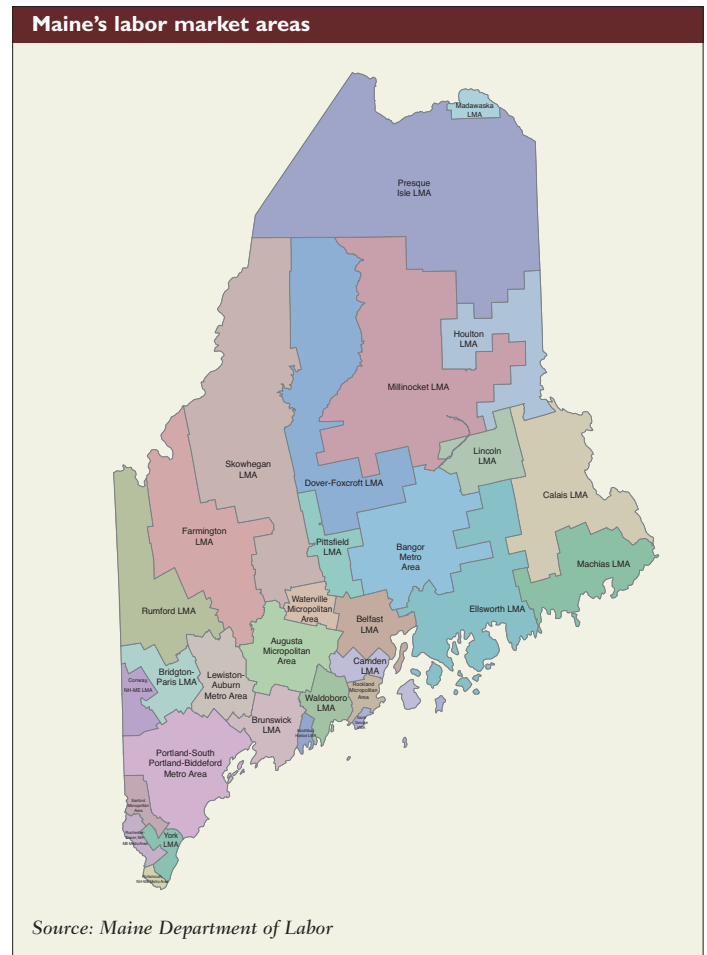 Maine's labor market areas
Madawaska
LMA
Presque
Isle LMA
Houlton
LMA
Millinocket LMA
Lincoln
LMA
Skowhegan
LMA
Dover-Foxcroft LMA
Calais LMA
Farmington
LMA
Pittsfield
LMA
Bangor
Metro
Area
Machias LMA
Waterville
Micropolitan
Area
Ellsworth LMA
Rumford LMA
Belfast
LMA
Augusta
Micropolitan
Area
Camden
LMA
Bridgton-
Paris LMA
Conway
NH-ME LMA
Lewiston-
Auburn
Metro Area
Rockland
Micropolitan
Area
Waldoboro
LMA
Brunswick
LMA
LMA
Portland-South
Portland-Biddeford
Metro Area
Sanford
Micropolitan
Area
York
LMA
Source: Maine Department of Labor